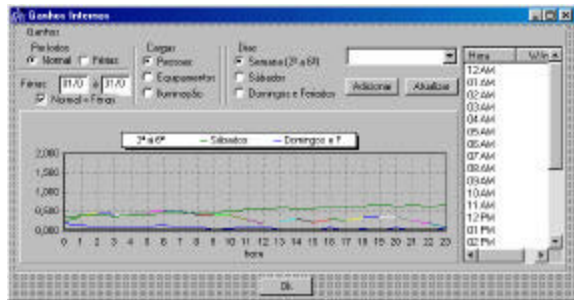 Ganhos Internos
Ganhos
Períodos
Normal Férias
Férias: 31/0 à 31/0
Normal = Férias
Cargas
Pessoas
Equipamentos
Iluminação
Dias
Semana (2ª a 6ª)
Sábados
Domingos e Feriados
Adicionar Atualizar
Hora W/m
12 AM
01 AM
02 AM
03 AM
04 AM
05 AM
06 AM
07 AM
08 AM
09 AM
10 AM
11 AM
12 PM
01 PM
02 PM
2ª à 6ª Sábados Domingos e F
2,000
1,500
1,000
0,500
0,000
0 1 2 3 4 5 6 7 8 9 10 11 12 13 14 15 16 17 18 19 20 21 22 23
hora
Ok